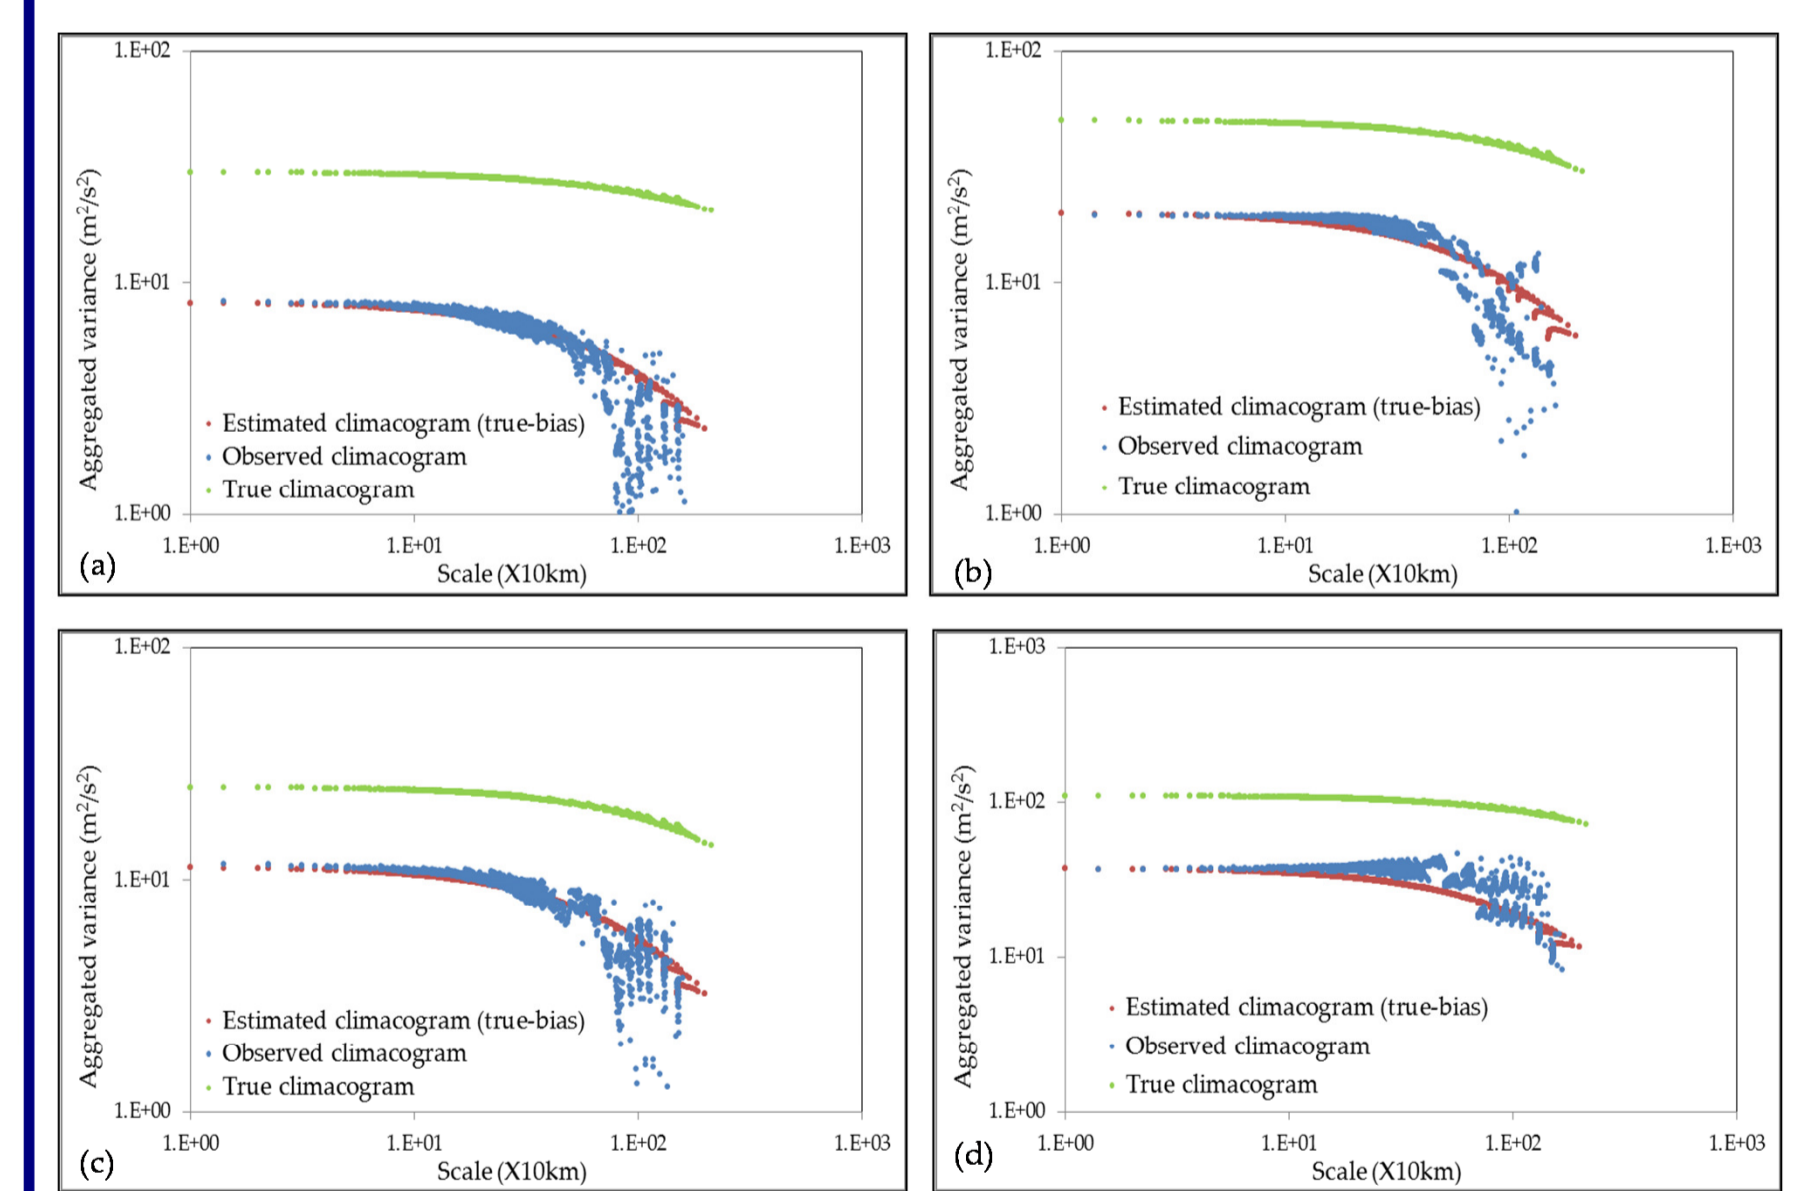 1.E+02
1.E+01
1.E+00
Aggregated variance (m²/s²)
Estimated climacogram (true-bias)
Observed climacogram
True climacogram
1.E+00 1.E+01 1.E+02 1.E+03
Scale (X10km)
(a)
1.E+02
1.E+01
1.E+00
Aggregated variance (m²/s²)
Estimated climacogram (true-bias)
Observed climacogram
True climacogram
1.E+00 1.E+01 1.E+02 1.E+03
Scale (X10km)
(b)
1.E+02
1.E+01
1.E+00
Aggregated variance (m²/s²)
Estimated climacogram (true-bias)
Observed climacogram
True climacogram
1.E+00 1.E+01 1.E+02 1.E+03
Scale (X10km)
(c)
1.E+03
1.E+02
1.E+01
1.E+00
Aggregated variance (m²/s²)
Estimated climacogram (true-bias)
Observed climacogram
True climacogram
1.E+00 1.E+01 1.E+02 1.E+03
Scale (X10km)
(d)